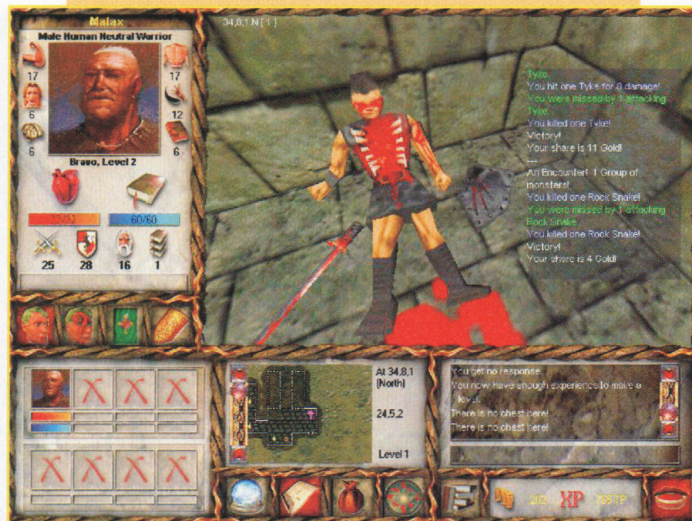 Malax
Male Human Neutral Warrior
17
17
6
12
6
6
Bravo, Level 2
60/60
25
28
16
1
34,8,1 N [ 1 ]
Tyke.
You hit one Tyke for 8 damage!
You were missed by 1 attacking
Tyke.
You killed one Tyke!
Victory!
Your share is 11 Gold!
---
An Encounter! 1 Group of
monsters!
You killed one Rock Snake!
You were missed by 1 attacking
Rock Snake.
You killed one Rock Snake!
Victory!
Your share is 4 Gold!
At 34,8,1
(North)
24,5,2
Level 1
You get no response.
You now have enough experience to make a
level.
There is no chest here!
There is no chest here!
202
XP